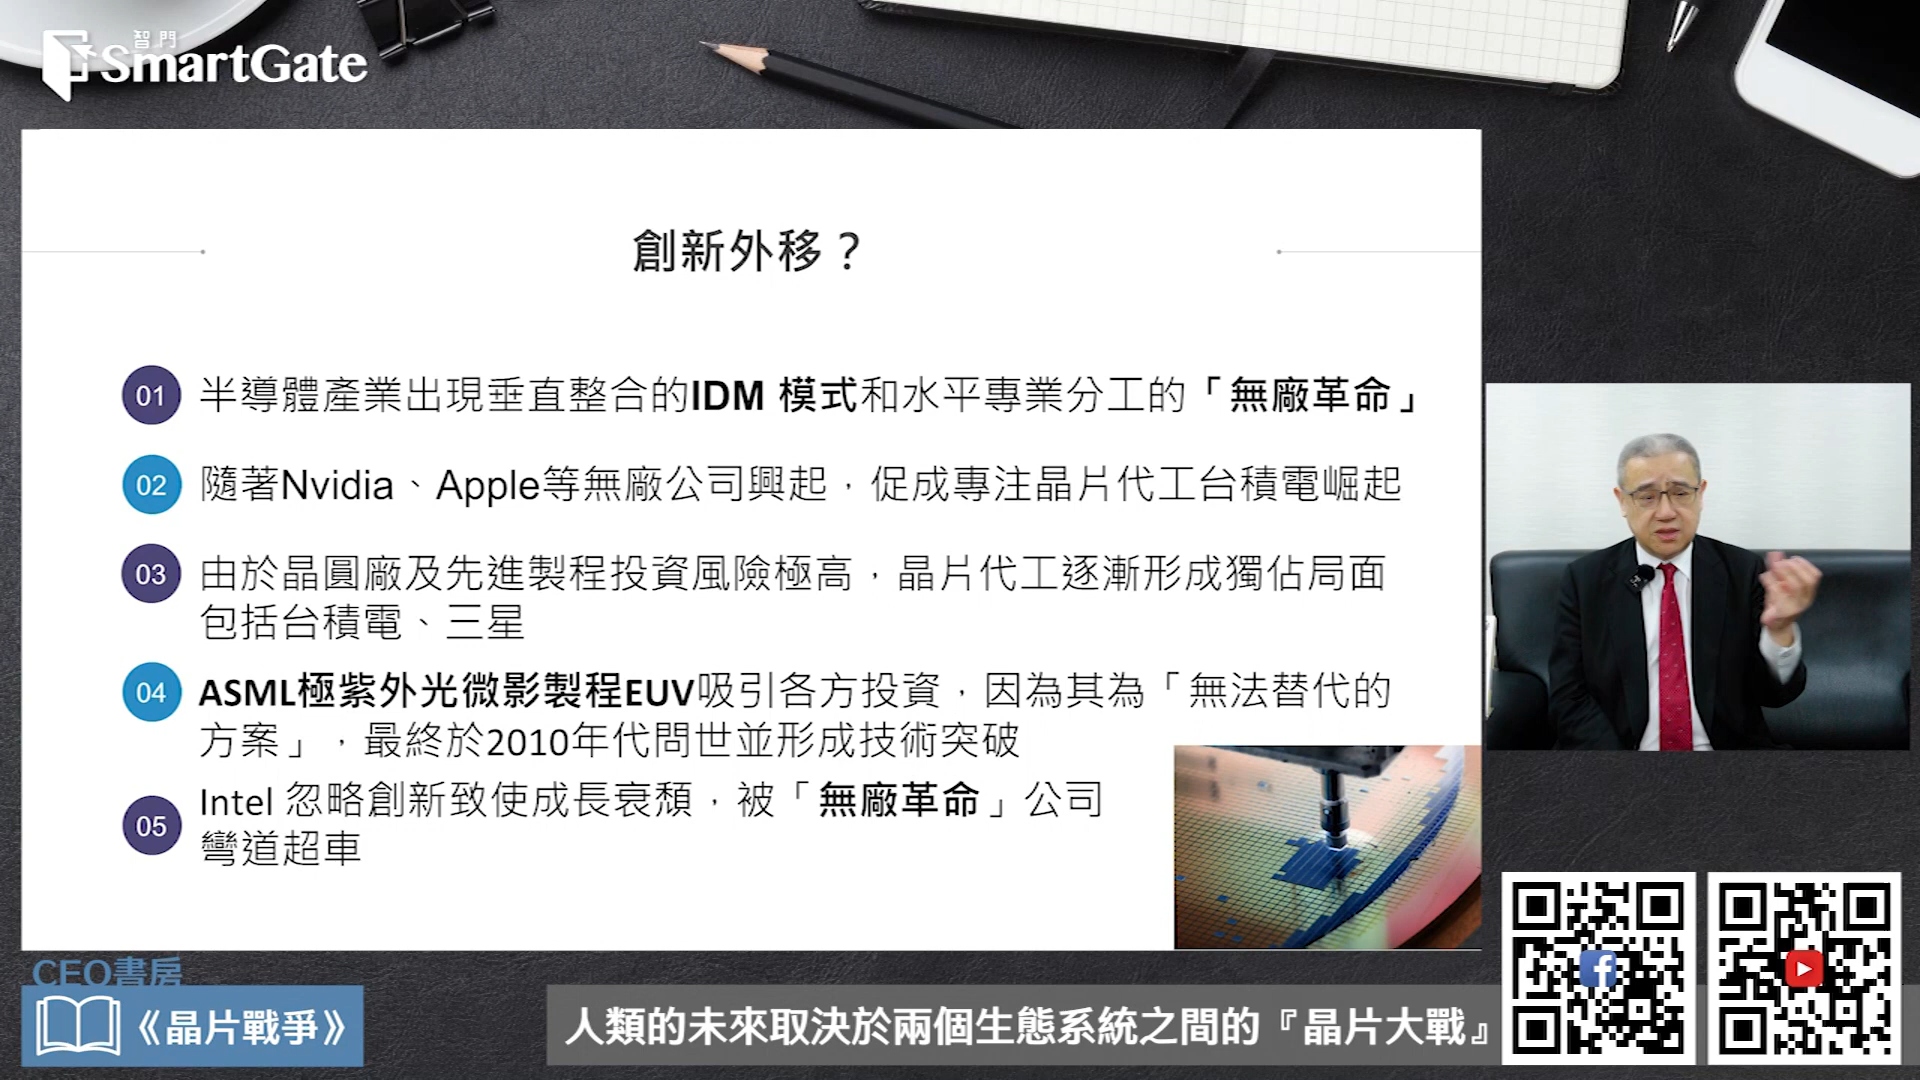 智門
SmartGate
創新外移？
01 半導體產業出現垂直整合的IDM 模式和水平專業分工的「無廠革命」
02 隨著Nvidia、Apple等無廠公司興起，促成專注晶片代工台積電崛起
03 由於晶圓廠及先進製程投資風險極高，晶片代工逐漸形成獨佔局面
包括台積電、三星
04 ASML極紫外光微影製程EUV吸引各方投資，因為其為「無法替代的
方案」，最終於2010年代問世並形成技術突破
05 Intel 忽略創新致使成長衰頹，被「無廠革命」公司
彎道超車
CEO書房
《晶片戰爭》
人類的未來取決於兩個生態系統之間的『晶片大戰』